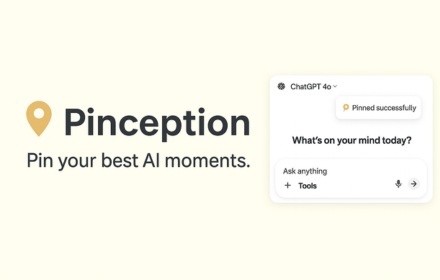 Pinception
Pin your best AI moments.
ChatGPT 4o
Pinned successfully
What's on your mind today?
Ask anything
Tools